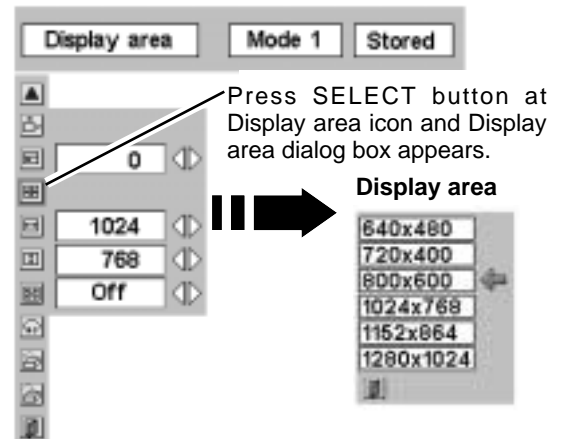 Display area Mode 1 Stored
Press SELECT button at
Display area icon and Display
area dialog box appears.
0
Display area
1024
768
Off
640x480
720x400
800x600
1024x768
1152x864
1280x1024